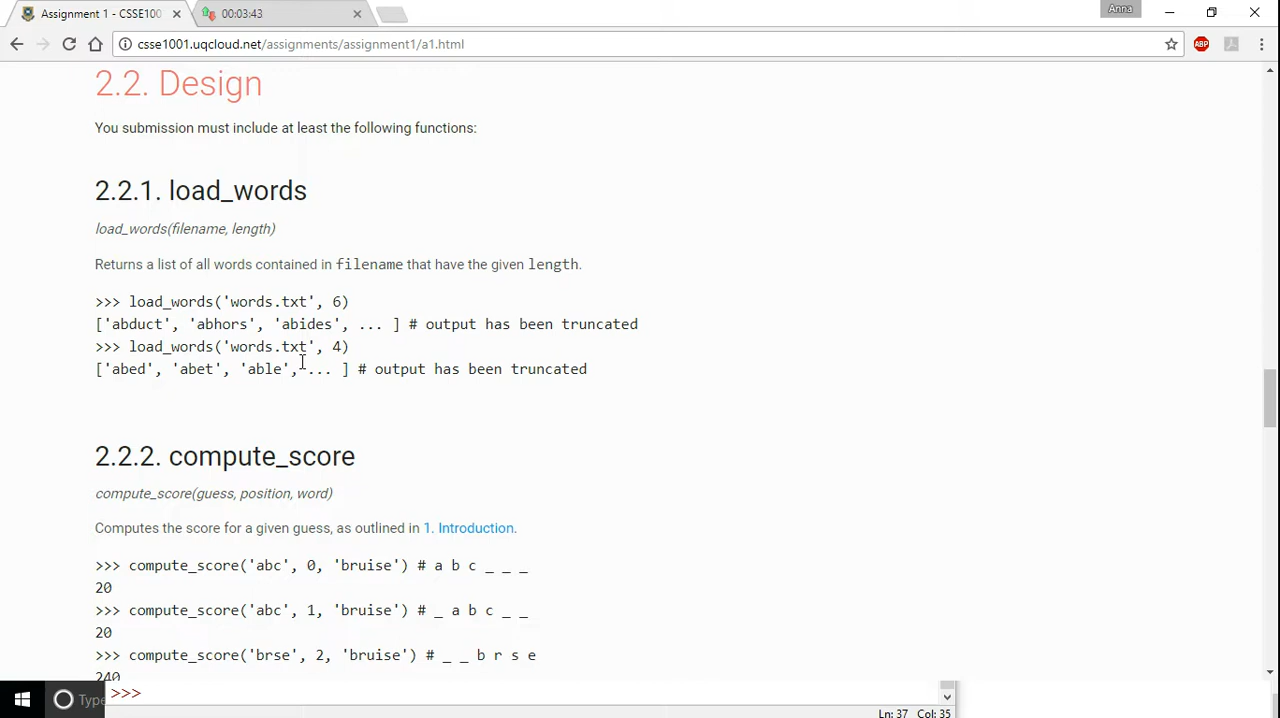 Assignment 1 - CSSE100
00:03:43
Anna
csse1001.uqcloud.net/assignments/assignment1/a1.html
ABP
2.2. Design
You submission must include at least the following functions:
2.2.1. load_words
load_words(filename, length)
Returns a list of all words contained in filename that have the given length.
>>> load_words('words.txt', 6)
['abduct', 'abhors', 'abides', ... ] # output has been truncated
>>> load_words('words.txt', 4)
['abed', 'abet', 'able', ... ] # output has been truncated
2.2.2. compute_score
compute_score(guess, position, word)
Computes the score for a given guess, as outlined in 1. Introduction.
>>> compute_score('abc', 0, 'bruise') # a b c _ _ _
20
>>> compute_score('abc', 1, 'bruise') # _ a b c _ _
20
>>> compute_score('brse', 2, 'bruise') # _ _ b r s e
240
Type
>>>
Ln: 37 Col: 35